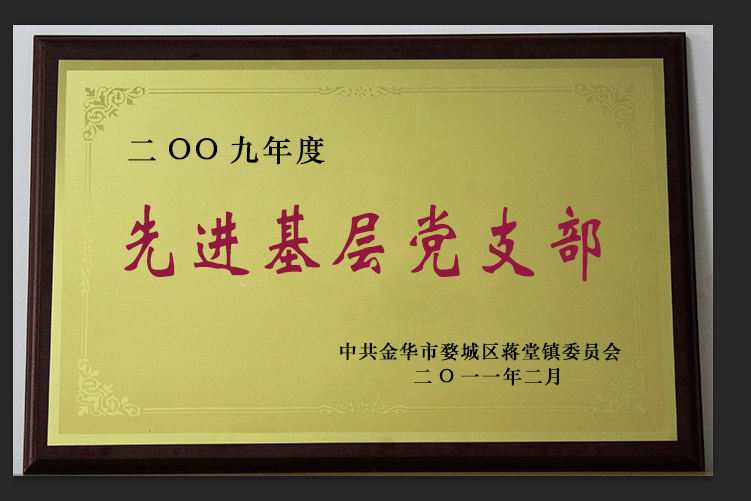 二OO九年度
先进基层党支部
中共金华市婺城区蒋堂镇委员会
二O一一年二月